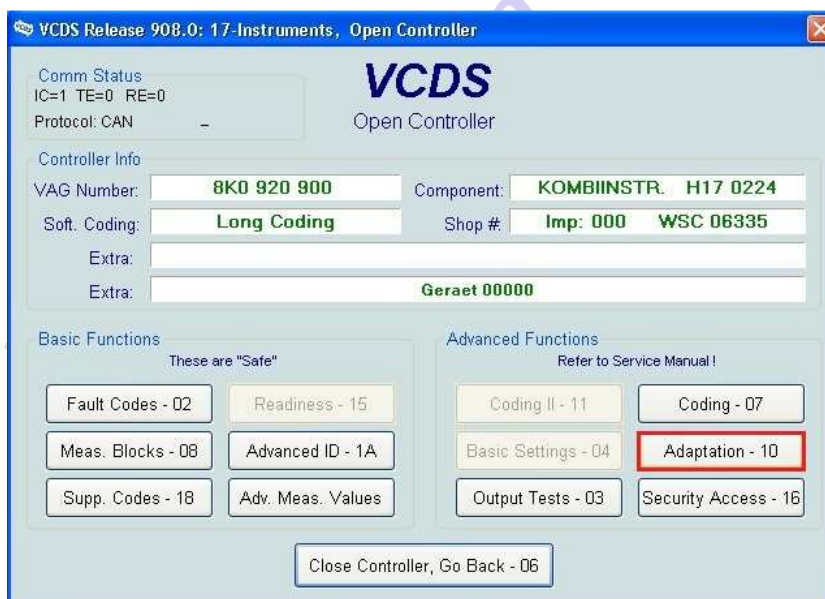 VCDS Release 908.0: 17-Instruments, Open Controller
Comm Status
IC=1 TE=0 RE=0
Protocol: CAN
VCDS
Open Controller
Controller Info
VAG Number: 8K0 920 900 Component: KOMBIINSTR. H17 0224
Soft. Coding: Long Coding Shop #: Imp: 000 WSC 06335
Extra:
Extra: Geraet 00000
Basic Functions
These are "Safe"
Fault Codes - 02 Readiness - 15
Meas. Blocks - 08 Advanced ID - 1A
Supp. Codes - 18 Adv. Meas. Values
Advanced Functions
Refer to Service Manual !
Coding II - 11 Coding - 07
Basic Settings - 04 Adaptation - 10
Output Tests - 03 Security Access - 16
Close Controller, Go Back - 06